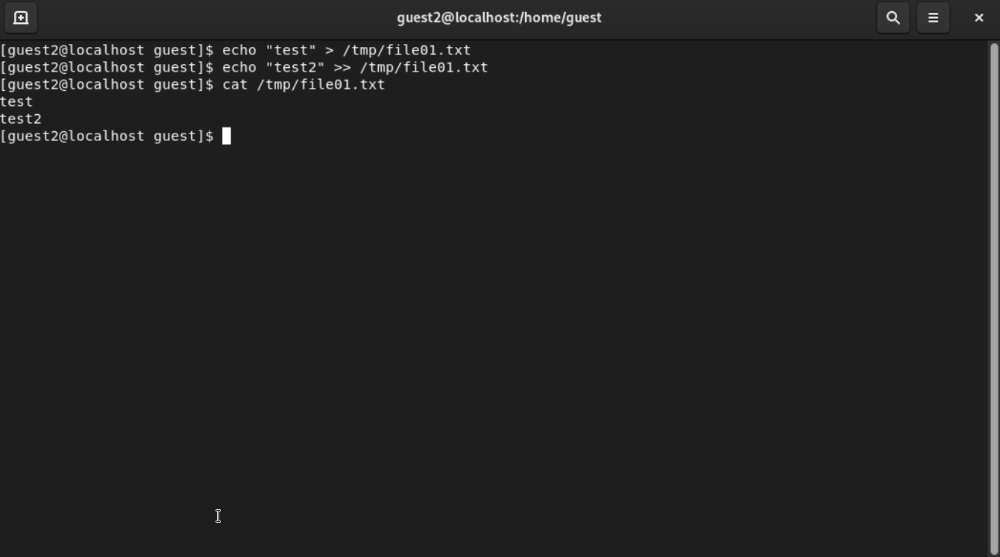 guest2@localhost:/home/guest
[guest2@localhost guest]$ echo "test" > /tmp/file01.txt
[guest2@localhost guest]$ echo "test2" >> /tmp/file01.txt
[guest2@localhost guest]$ cat /tmp/file01.txt
test
test2
[guest2@localhost guest]$